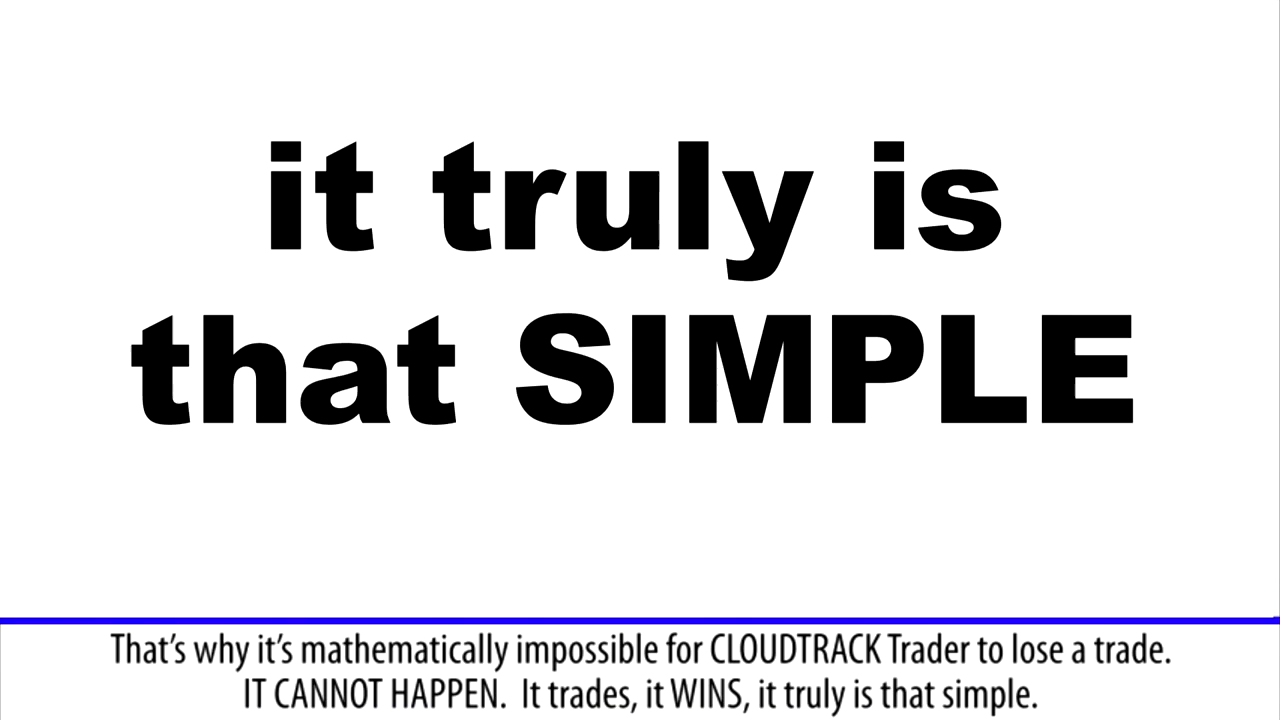 it truly is
that SIMPLE
That's why it's mathematically impossible for CLOUDTRACK Trader to lose a trade.
IT CANNOT HAPPEN.  It trades, it WINS, it truly is that simple.